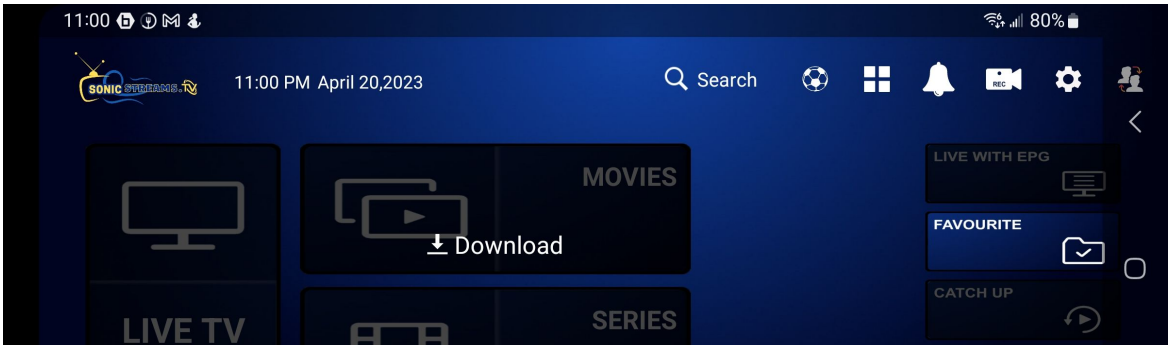 11:00
80%
SONIC STREAMS.TV
11:00 PM April 20,2023
Search
REC
MOVIES
Download
LIVE TV
SERIES
LIVE WITH EPG
FAVOURITE
CATCH UP